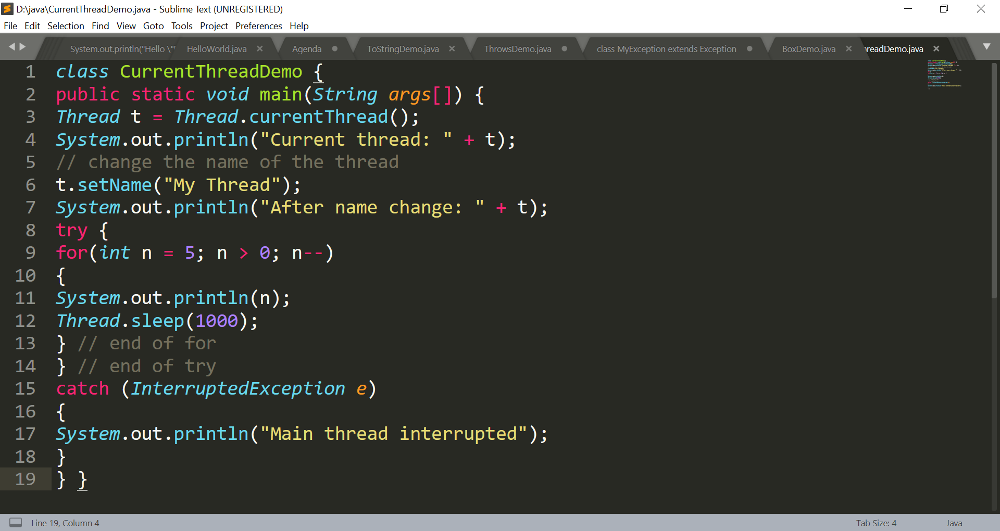 D:\java\CurrentThreadDemo.java - Sublime Text (UNREGISTERED)
File Edit Selection Find View Goto Tools Project Preferences Help
System.out.println("Hello \" HelloWorld.java Agenda ToStringDemo.java ThrowsDemo.java class MyException extends Exception BoxDemo.java readDemo.java
1 class CurrentThreadDemo {
2 public static void main(String args[]) {
3 Thread t = Thread.currentThread();
4 System.out.println("Current thread: " + t);
5 // change the name of the thread
6 t.setName("My Thread");
7 System.out.println("After name change: " + t);
8 try {
9 for(int n = 5; n > 0; n--)
10 {
11 System.out.println(n);
12 Thread.sleep(1000);
13 } // end of for
14 } // end of try
15 catch (InterruptedException e)
16 {
17 System.out.println("Main thread interrupted");
18 }
19 } }
Line 19, Column 4 Tab Size: 4 Java